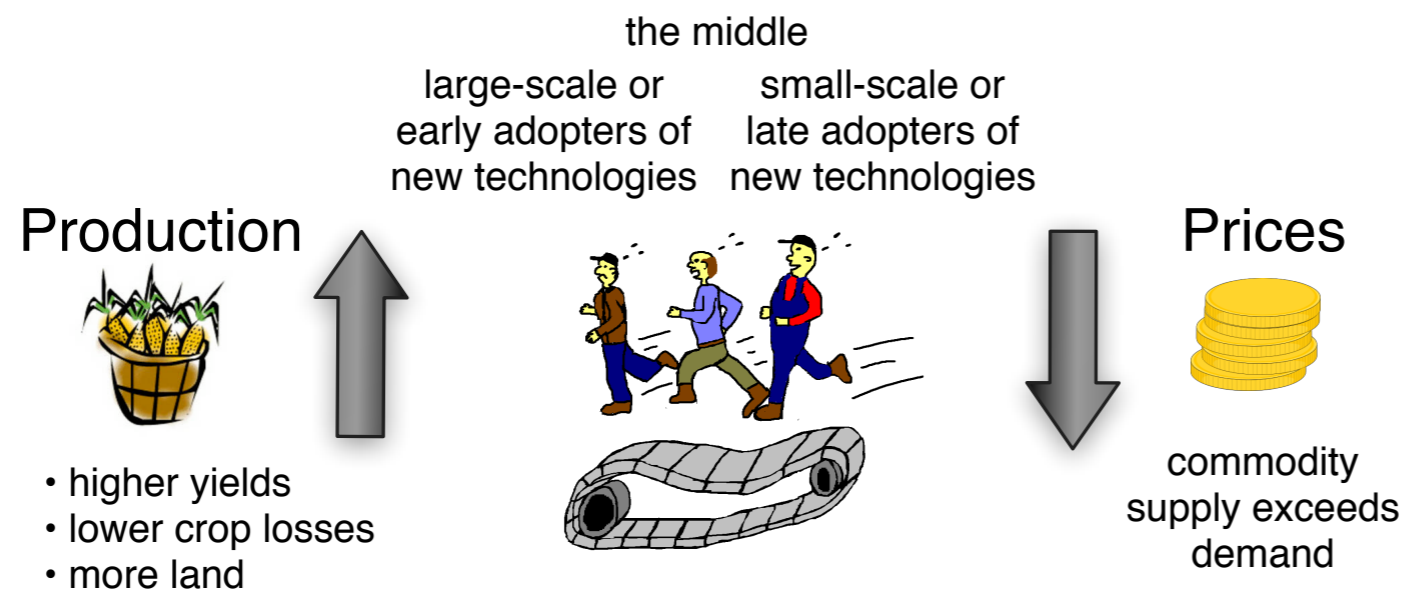 the middle
large-scale or
early adopters of
new technologies
small-scale or
late adopters of
new technologies
Production
• higher yields
• lower crop losses
• more land
Prices
commodity
supply exceeds
demand